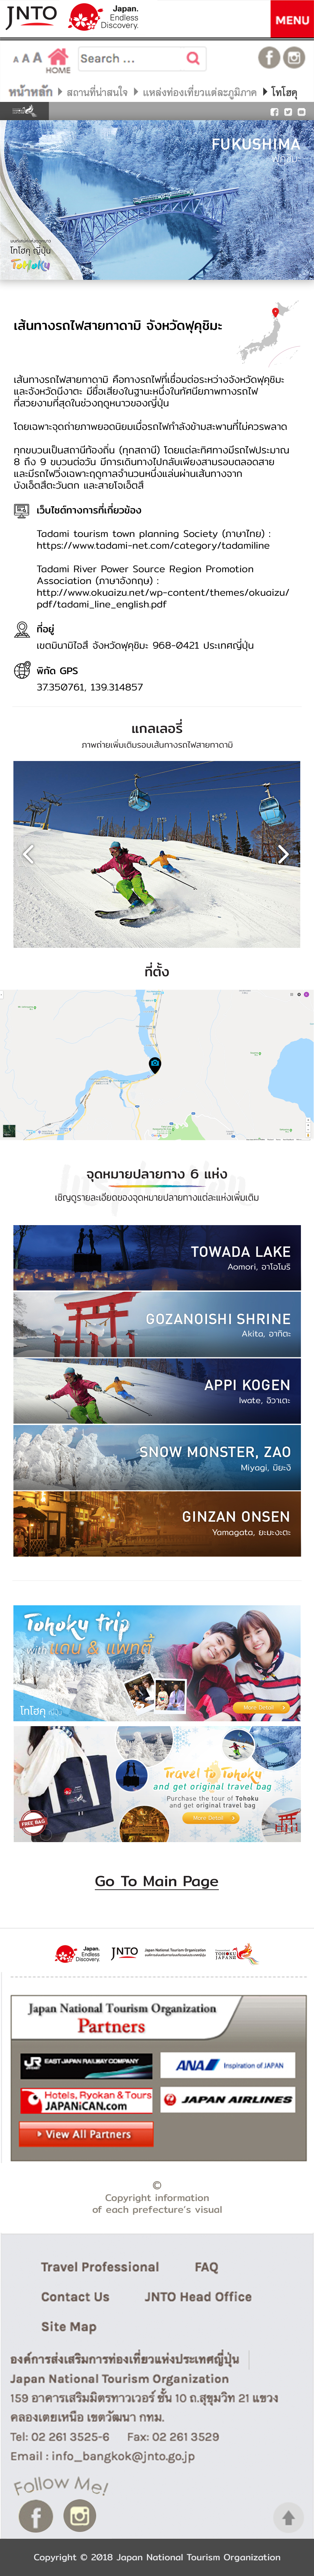 JNTO
Japan.
Endless
Discovery.
MENU
A A A
HOME
Search ...
หน้าหลัก
สถานที่น่าสนใจ
แหล่งท่องเที่ยวแต่ละภูมิภาค
โทโฮคุ
FUKUSHIMA
ฟุคุชิมะ
โทโฮคุ ญี่ปุ่น
TOHOKU
เส้นทางรถไฟสายทาดามิ จังหวัดฟุคุชิมะ
เส้นทางรถไฟสายทาดามิ คือทางรถไฟที่เชื่อมต่อระหว่างจังหวัดฟุคุชิมะ
และจังหวัดนีงาตะ มีชื่อเสียงในฐานะหนึ่งในทัศนียภาพทางรถไฟ
ที่สวยงามที่สุดในช่วงฤดูหนาวของญี่ปุ่น
โดยเฉพาะจุดถ่ายภาพยอดนิยมเมื่อรถไฟกำลังข้ามสะพานที่ไม่ควรพลาด
ทุกขบวนเป็นสถานีท้องถิ่น (ทุกสถานี) โดยแต่ละทิศทางมีรถไฟประมาณ
8 ถึง 9 ขบวนต่อวัน มีการเดินทางไปกลับเพียงสามรอบตลอดสาย
และมีรถไฟวิ่งเฉพาะฤดูกาลจำนวนหนึ่งแล่นผ่านเส้นทางจาก
บังเอ็ตสึตะวันตก และสายโจเอ็ตสึ
เว็บไซต์ทางการที่เกี่ยวข้อง
Tadami tourism town planning Society (ภาษาไทย) :
https://www.tadami-net.com/category/tadamiline
Tadami River Power Source Region Promotion
Association (ภาษาอังกฤษ) :
http://www.okuaizu.net/wp-content/themes/okuaizu/
pdf/tadami_line_english.pdf
ที่อยู่
เขตมินามิไอสึ จังหวัดฟุคุชิมะ 968-0421 ประเทศญี่ปุ่น
พิกัด GPS
37.350761, 139.314857
แกลเลอรี่
ภาพถ่ายเพิ่มเติมรอบเส้นทางรถไฟสายทาดามิ
ที่ตั้ง
จุดหมายปลายทาง 6 แห่ง
เชิญดูรายละเอียดของจุดหมายปลายทางแต่ละแห่งเพิ่มเติม
TOWADA LAKE
Aomori, อาโอโมริ
GOZANOISHI SHRINE
Akita, อากิตะ
APPI KOGEN
Iwate, อิวาเตะ
SNOW MONSTER, ZAO
Miyagi, มิยะงิ
GINZAN ONSEN
Yamagata, ยะมะงะตะ
Tohoku trip
with แดน & แพทตี้
โทโฮคุ
More Detail
Travel to Tohoku
and get original travel bag
Purchase the tour of Tohoku
and get original travel bag
More Detail
FREE BAG
Go To Main Page
Japan.
Endless
Discovery.
JNTO
Japan National Tourism Organization
TOHOKU
JAPAN
Japan National Tourism Organization
Partners
JR EAST JAPAN RAILWAY COMPANY
ANA Inspiration of JAPAN
Hotels, Ryokan & Tours
JAPANiCAN.com
JAPAN AIRLINES
View All Partners
©
Copyright information
of each prefecture's visual
Travel Professional
FAQ
Contact Us
JNTO Head Office
Site Map
องค์การส่งเสริมการท่องเที่ยวแห่งประเทศญี่ปุ่น
Japan National Tourism Organization
159 อาคารเสริมมิตรทาวเวอร์ ชั้น 10 ถ.สุขุมวิท 21 แขวง
คลองเตยเหนือ เขตวัฒนา กทม.
Tel: 02 261 3525-6 Fax: 02 261 3529
Email : info_bangkok@jnto.go.jp
Follow Me!
Copyright © 2018 Japan National Tourism Organization